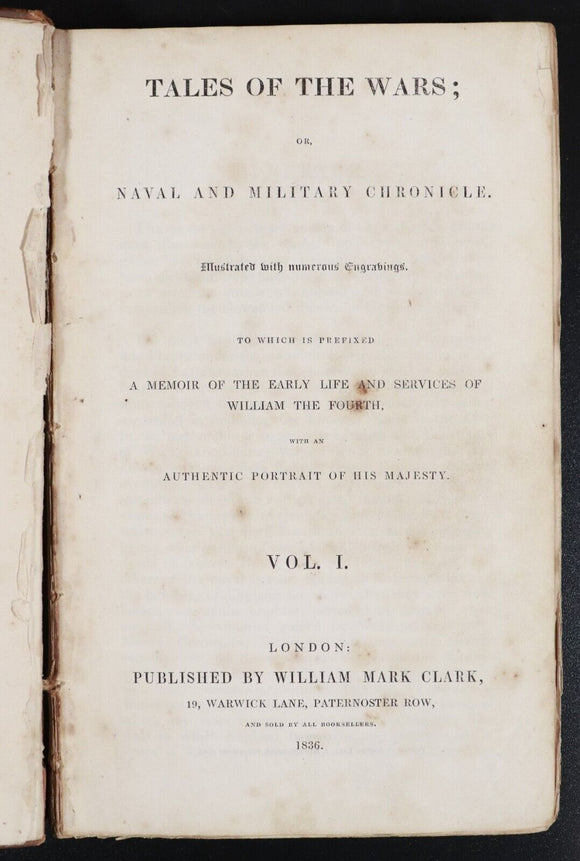 TALES OF THE WARS;
OR,
NAVAL AND MILITARY CHRONICLE.
Illustrated with numerous Engravings.
TO WHICH IS PREFIXED
A MEMOIR OF THE EARLY LIFE AND SERVICES OF
WILLIAM THE FOURTH,
WITH AN
AUTHENTIC PORTRAIT OF HIS MAJESTY.
VOL. I.
LONDON:
PUBLISHED BY WILLIAM MARK CLARK,
19, WARWICK LANE, PATERNOSTER ROW,
AND SOLD BY ALL BOOKSELLERS.
1836.